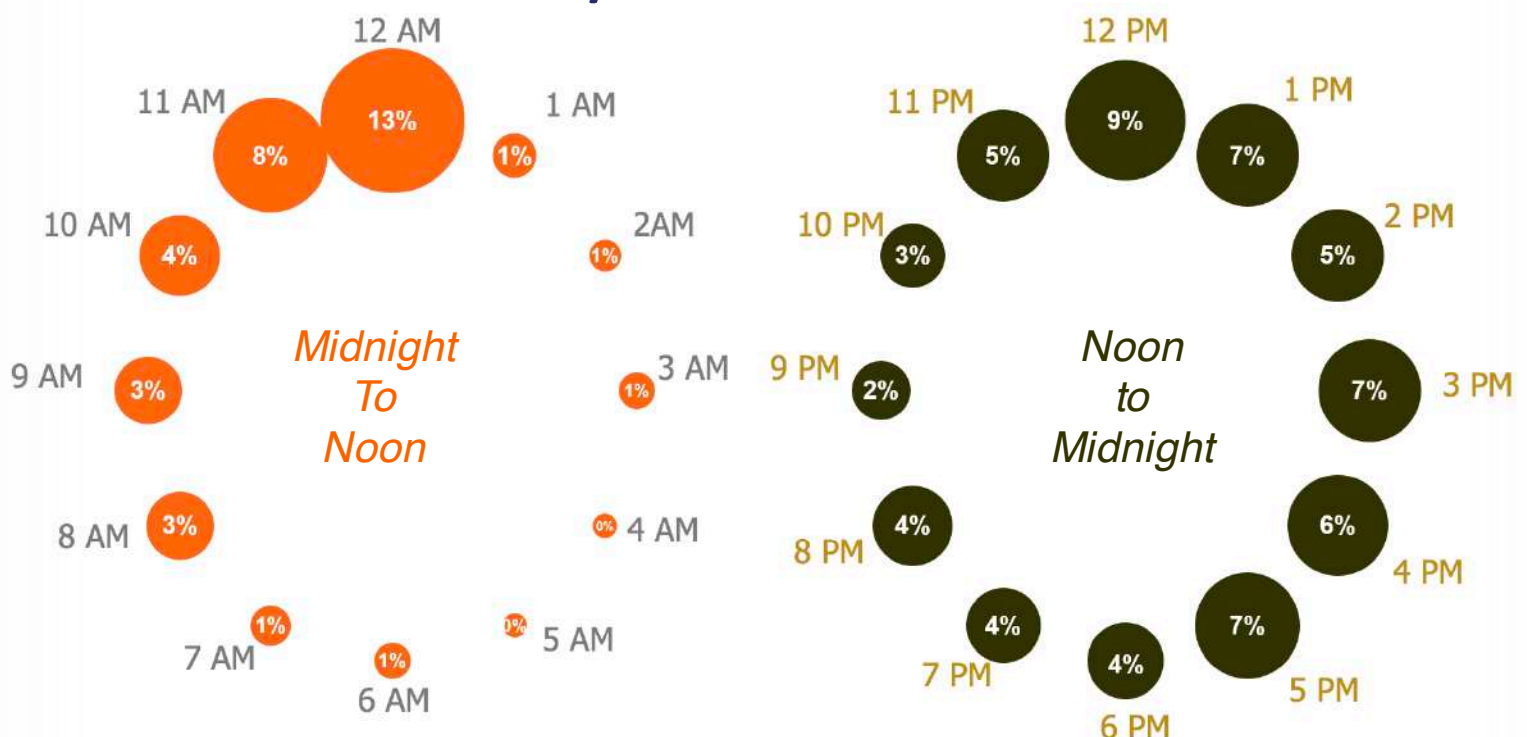 12 AM
13%
1 AM
1%
2AM
1%
3 AM
1%
4 AM
0%
5 AM
0%
6 AM
1%
7 AM
1%
8 AM
3%
9 AM
3%
10 AM
4%
11 AM
8%
Midnight
To
Noon
12 PM
9%
1 PM
7%
2 PM
5%
3 PM
7%
4 PM
6%
5 PM
7%
6 PM
4%
7 PM
4%
8 PM
4%
9 PM
2%
10 PM
3%
11 PM
5%
Noon
to
Midnight